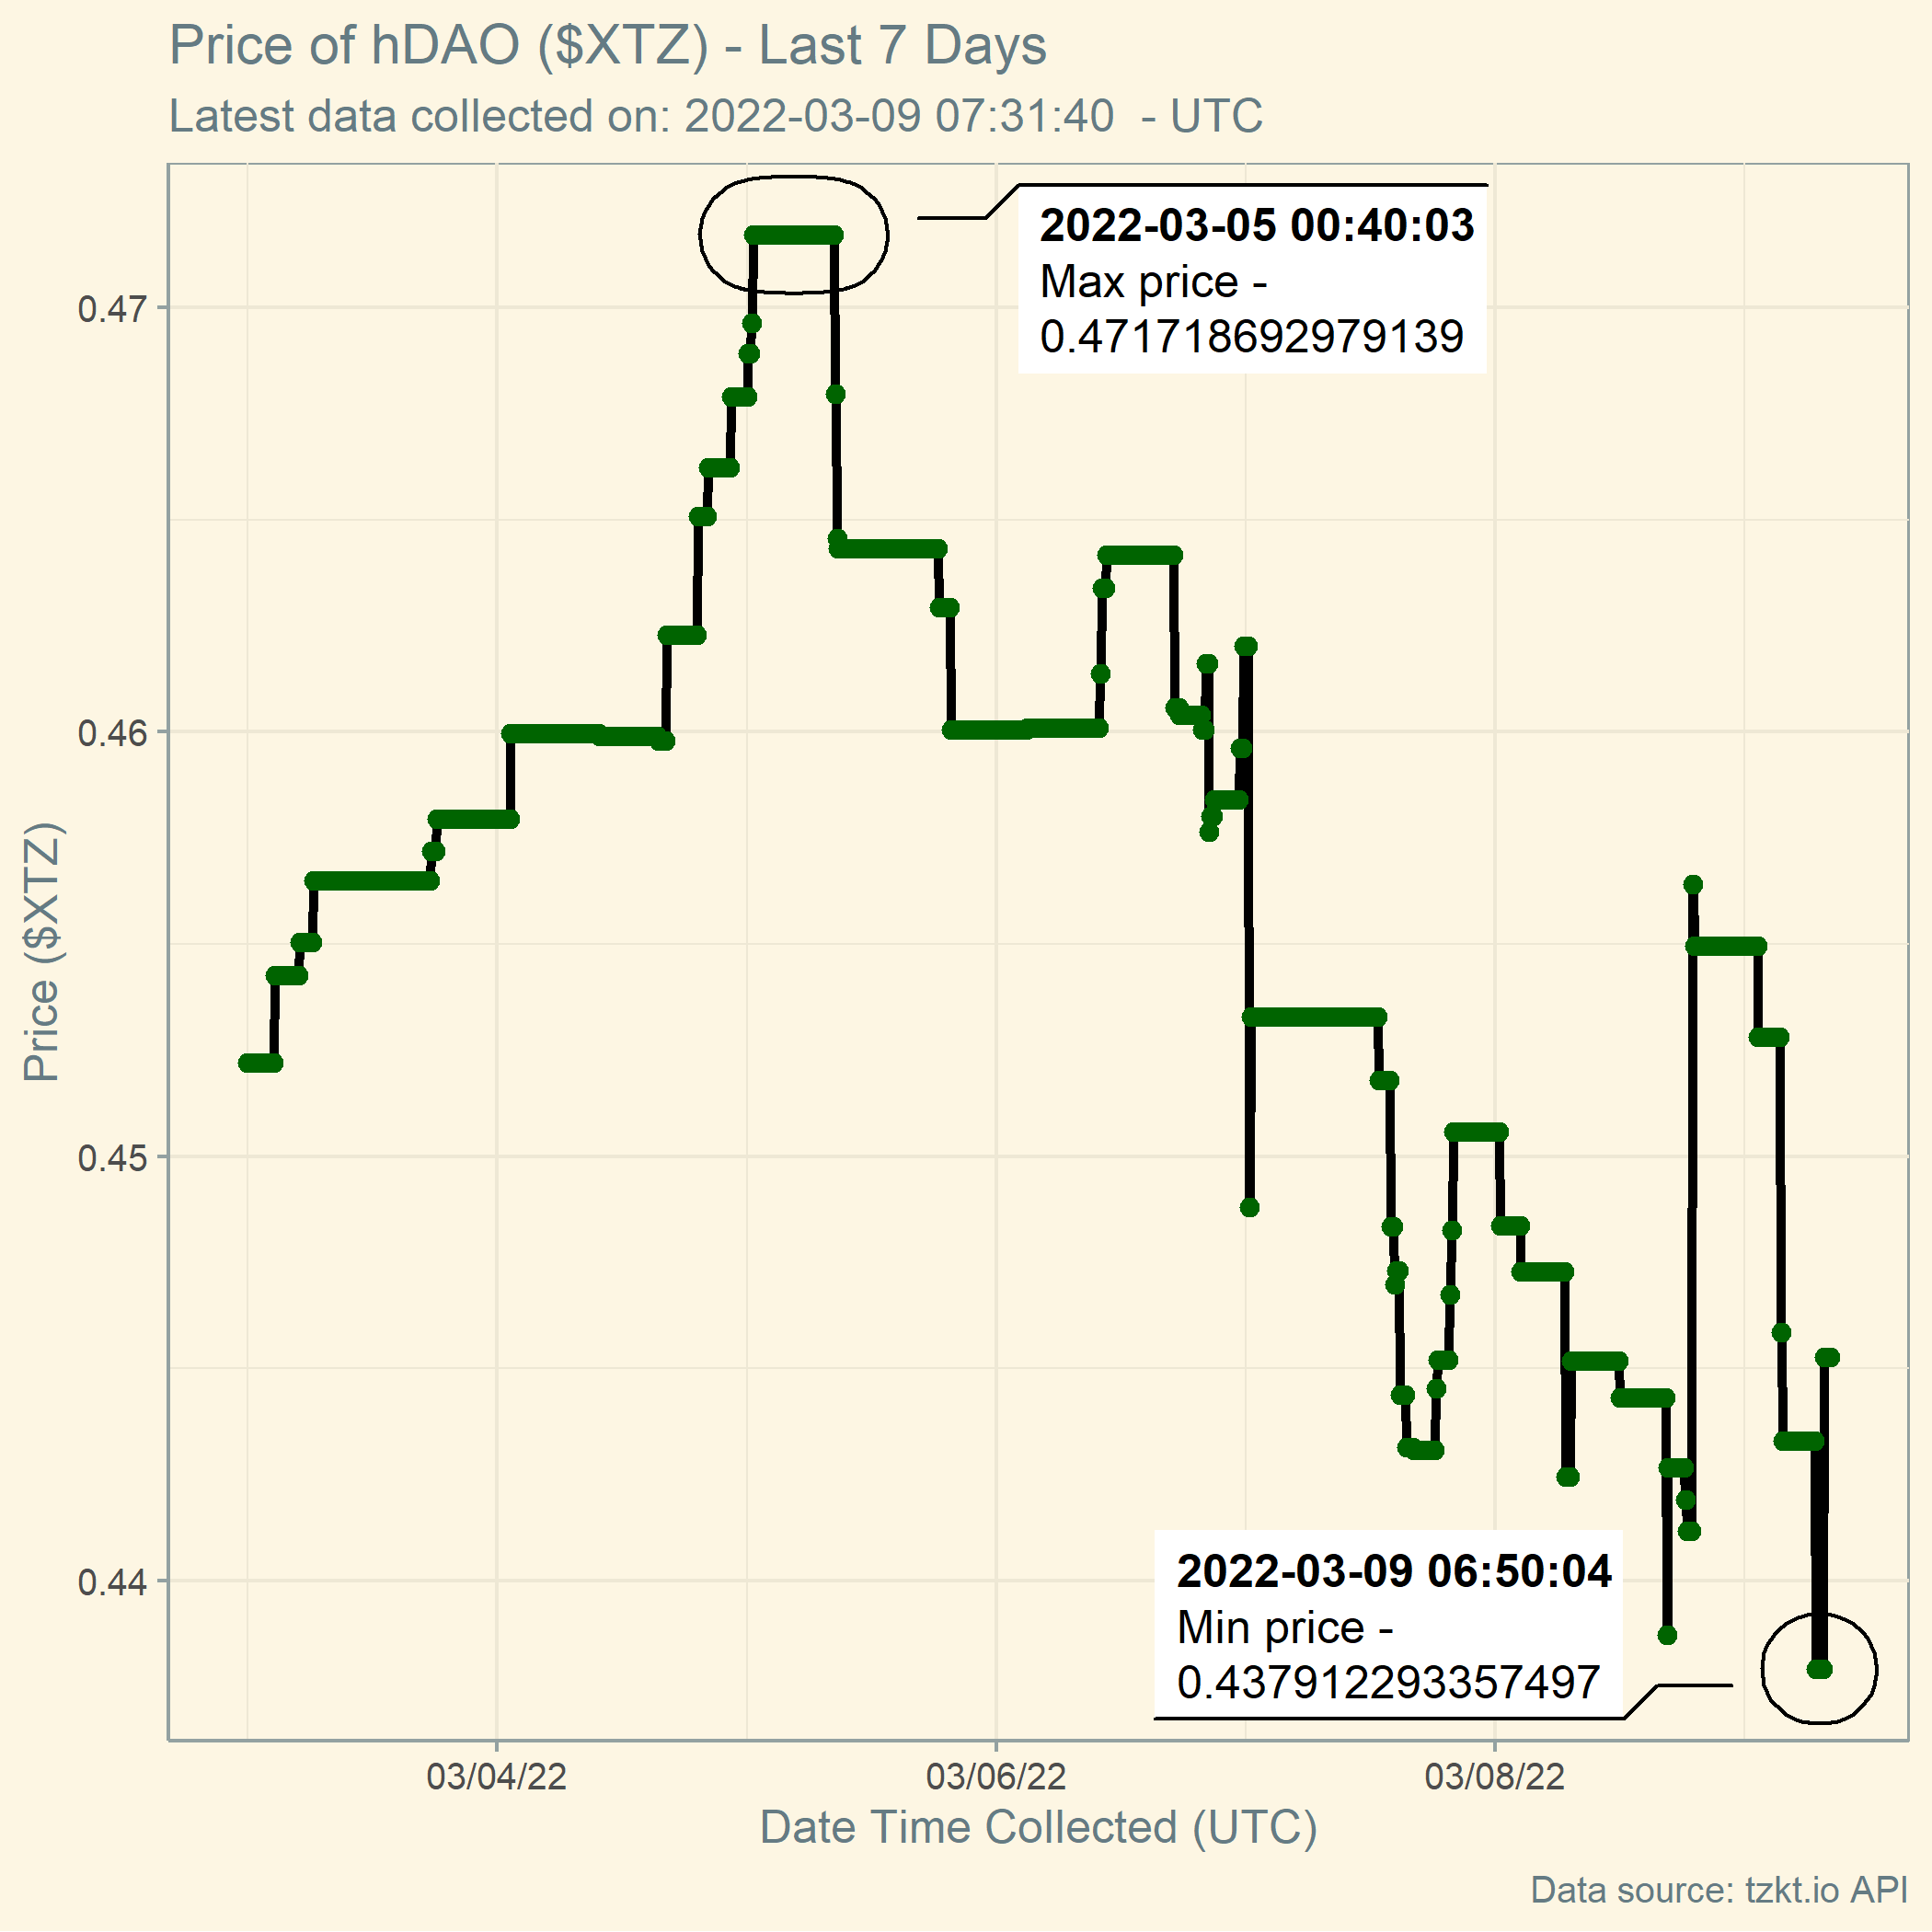 Price of hDAO ($XTZ) - Last 7 Days
Latest data collected on: 2022-03-09 07:31:40  - UTC
2022-03-05 00:40:03
Max price -
0.471718692979139
0.47
0.46
Price ($XTZ)
0.45
0.44
2022-03-09 06:50:04
Min price -
0.437912293357497
03/04/22
03/06/22
03/08/22
Date Time Collected (UTC)
Data source: tzkt.io API